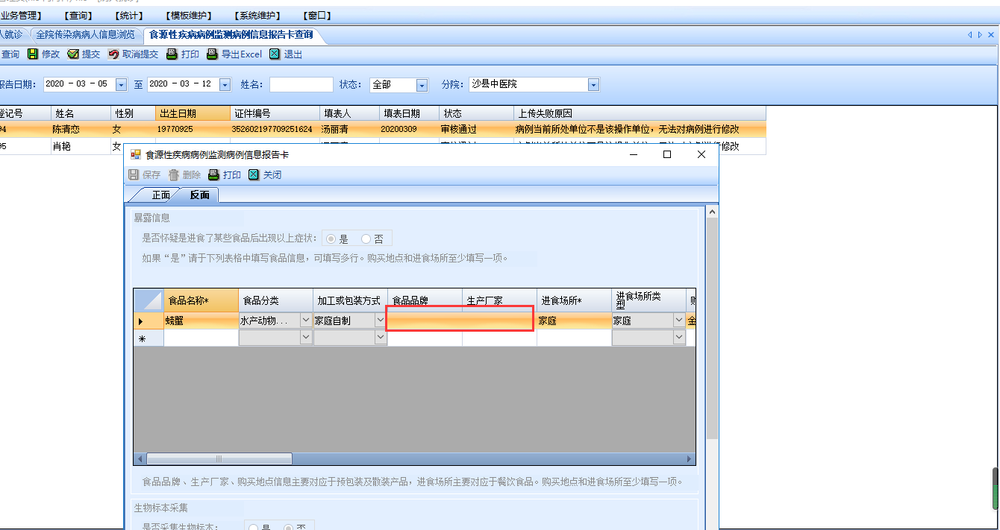 业务管理】 【查询】 【统计】 【模板维护】 【系统维护】 【窗口】
人就诊 全院传染病病人信息浏览 食源性疾病病例监测病例信息报告卡查询
查询 修改 提交 取消提交 打印 导出Excel 退出
报告日期: 2020 - 03 - 05 至 2020 - 03 - 12 姓名: 状态: 全部 分院: 沙县中医院
登记号 姓名 性别 出生日期 证件编号 填表人 填表日期 状态 上传失败原因
94 陈清恋 女 19770925 352602197709251624 汤丽清 20200309 审核通过 病例当前所处单位不是该操作单位，无法对病例进行修改
95 肖艳 女 修改
食源性疾病病例监测病例信息报告卡
保存 删除 打印 关闭
正面 反面
暴露信息
是否怀疑是进食了某些食品后出现以上症状: 是 否
如果“是”请于下列表格中填写食品信息，可填写多行。购买地点和进食场所至少填写一项。
食品名称* 食品分类 加工或包装方式 食品品牌 生产厂家 进食场所* 进食场所类型
螃蟹 水产动物... 家庭自制 家庭 家庭 金
*
食品品牌、生产厂家、购买地点信息主要对应于预包装及散装产品，进食场所主要对应于餐饮食品。购买地点和进食场所至少填写一项。
生物标本采集
是否采集生物标本: 是 否